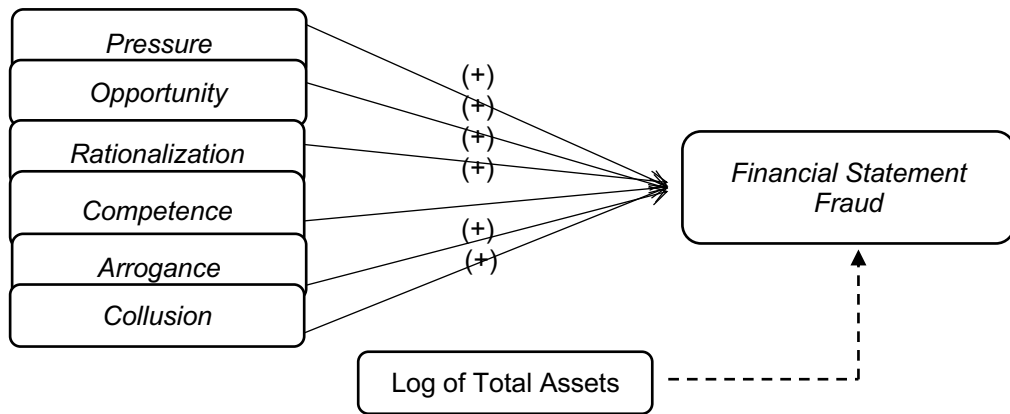 Pressure
Opportunity
Rationalization
Competence
Arrogance
Collusion
(+)
(+)
(+)
(+)
(+)
(+)
Financial Statement
Fraud
Log of Total Assets